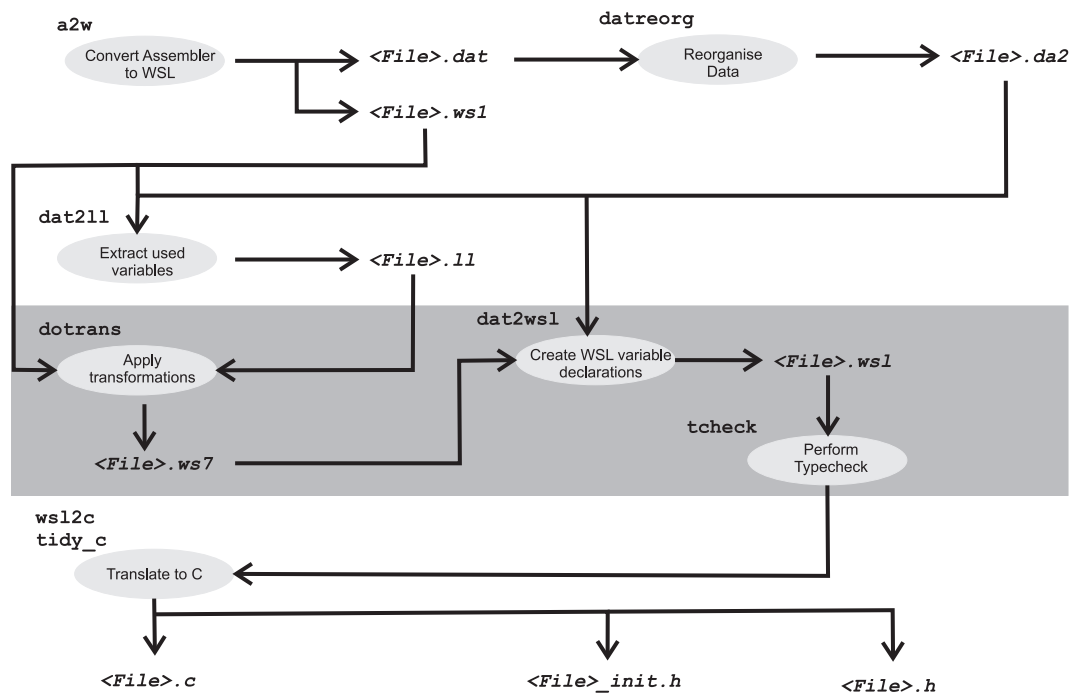 a2w
datreorg
Convert Assembler
to WSL
<File>.dat
Reorganise
Data
<File>.da2
<File>.ws1
dat2ll
Extract used
variables
<File>.ll
dotrans
dat2wsl
Apply
transformations
Create WSL variable
declarations
<File>.wsl
tcheck
<File>.ws7
Perform
Typecheck
wsl2c
tidy_c
Translate to C
<File>.c
<File>_init.h
<File>.h